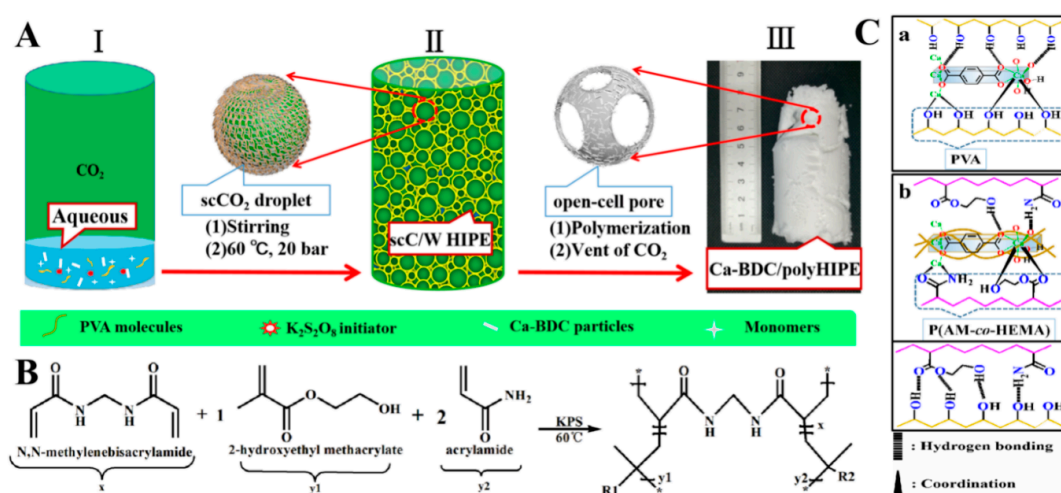 A
I
II
III
CO2
Aqueous
scCO2 droplet
(1)Stirring
(2)60 ℃, 20 bar
scC/W HIPE
open-cell pore
(1)Polymerization
(2)Vent of CO2
Ca-BDC/polyHIPE
PVA molecules
K2S2O8 initiator
Ca-BDC particles
Monomers
B
N,N-methylenebisacrylamide
x
+ 1
2-hydroxyethyl methacrylate
y1
+ 2
acrylamide
y2
KPS
60℃
O
O
N
H
N
H
O
O
OH
O
NH2
*
*
O
O
N
H
N
H
x
y1
y2
R1
R2
*
*
C
a
PVA
b
P(AM-co-HEMA)
: Hydrogen bonding
: Coordination